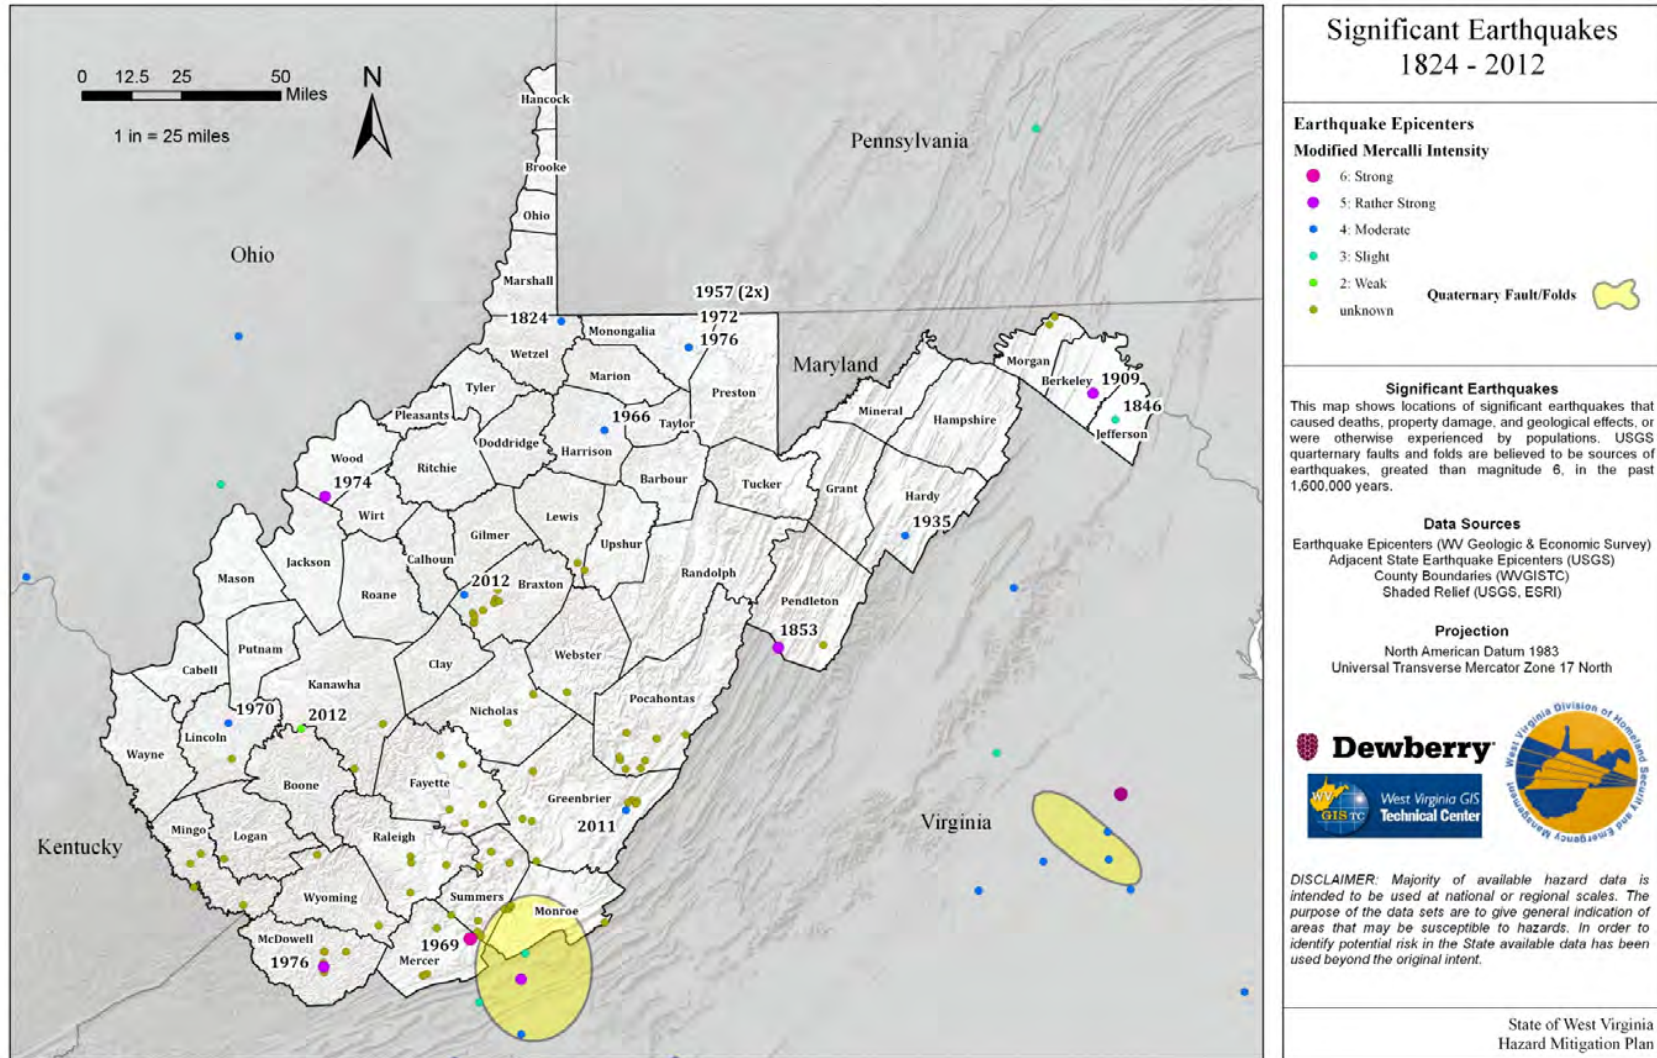 0 12.5 25 50
Miles
1 in = 25 miles
N
Hancock
Brooke
Ohio
Marshall
Pennsylvania
Ohio
1957 (2x)
1972
1976
1824
Monongalia
Wetzel
Marion
Preston
Maryland
Morgan
Berkeley
1909
1846
Jefferson
Tyler
Pleasants
1966
Taylor
Mineral
Hampshire
Doddridge
Harrison
Wood
Ritchie
1974
Wirt
Barbour
Tucker
Grant
Hardy
1935
Lewis
Gilmer
Upshur
Calhoun
Jackson
Mason
Roane
2012
Braxton
Randolph
Pendleton
1853
Putnam
Clay
Webster
Cabell
Kanawha
Pocahontas
1970
2012
Nicholas
Lincoln
Wayne
Boone
Fayette
Greenbrier
2011
Virginia
Mingo
Logan
Raleigh
Kentucky
Wyoming
Summers
Monroe
McDowell
1969
1976
Mercer
Significant Earthquakes
1824 - 2012
Earthquake Epicenters
Modified Mercalli Intensity
6: Strong
5: Rather Strong
4: Moderate
3: Slight
2: Weak
Quaternary Fault/Folds
unknown
Significant Earthquakes
This map shows locations of significant earthquakes that
caused deaths, property damage, and geological effects, or
were otherwise experienced by populations. USGS
quaternary faults and folds are believed to be sources of
earthquakes, greated than magnitude 6, in the past
1,600,000 years.
Data Sources
Earthquake Epicenters (WV Geologic & Economic Survey)
Adjacent State Earthquake Epicenters (USGS)
County Boundaries (WVGISTC)
Shaded Relief (USGS, ESRI)
Projection
North American Datum 1983
Universal Transverse Mercator Zone 17 North
Dewberry
WV
GIS TC
West Virginia GIS
Technical Center
West Virginia Division of Homeland Security and Emergency Management
DISCLAIMER: Majority of available hazard data is
intended to be used at national or regional scales. The
purpose of the data sets are to give general indication of
areas that may be susceptible to hazards. In order to
identify potential risk in the State available data has been
used beyond the original intent.
State of West Virginia
Hazard Mitigation Plan